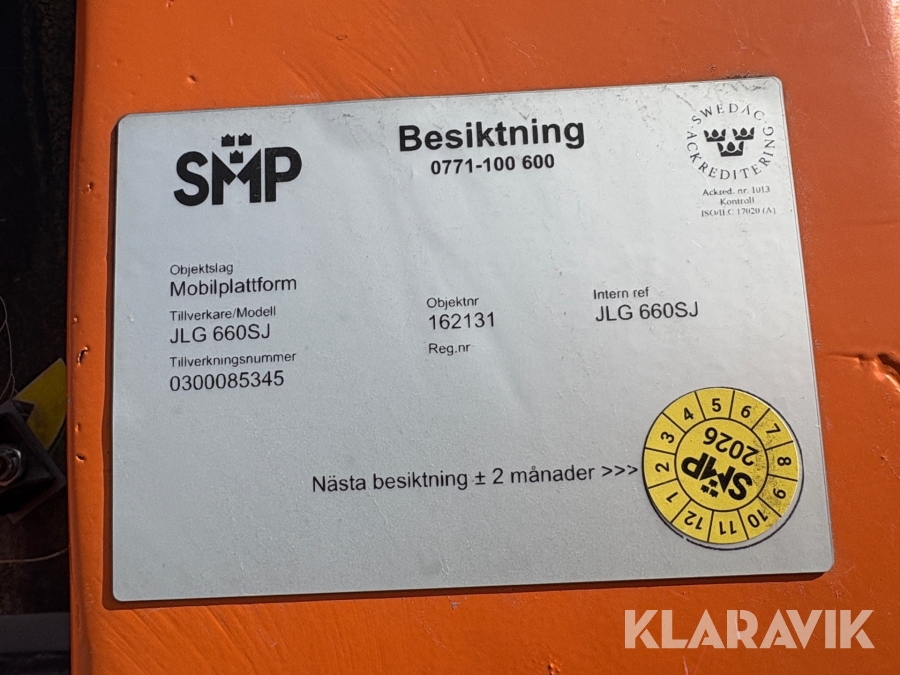 SMP
Besiktning
0771-100 600
SWEDAC ACKREDITERING
Ackred. nr. 1013
Kontroll
ISO/IEC 17020 (A)
Objektslag
Mobilplattform
Tillverkare/Modell
JLG 660SJ
Tillverkningsnummer
0300085345
Objektnr
162131
Reg.nr
Intern ref
JLG 660SJ
Nästa besiktning ± 2 månader >>>
1 2 3 4 5 6 7 8 9 10 11 12
2026
SMP
KLARAVIK